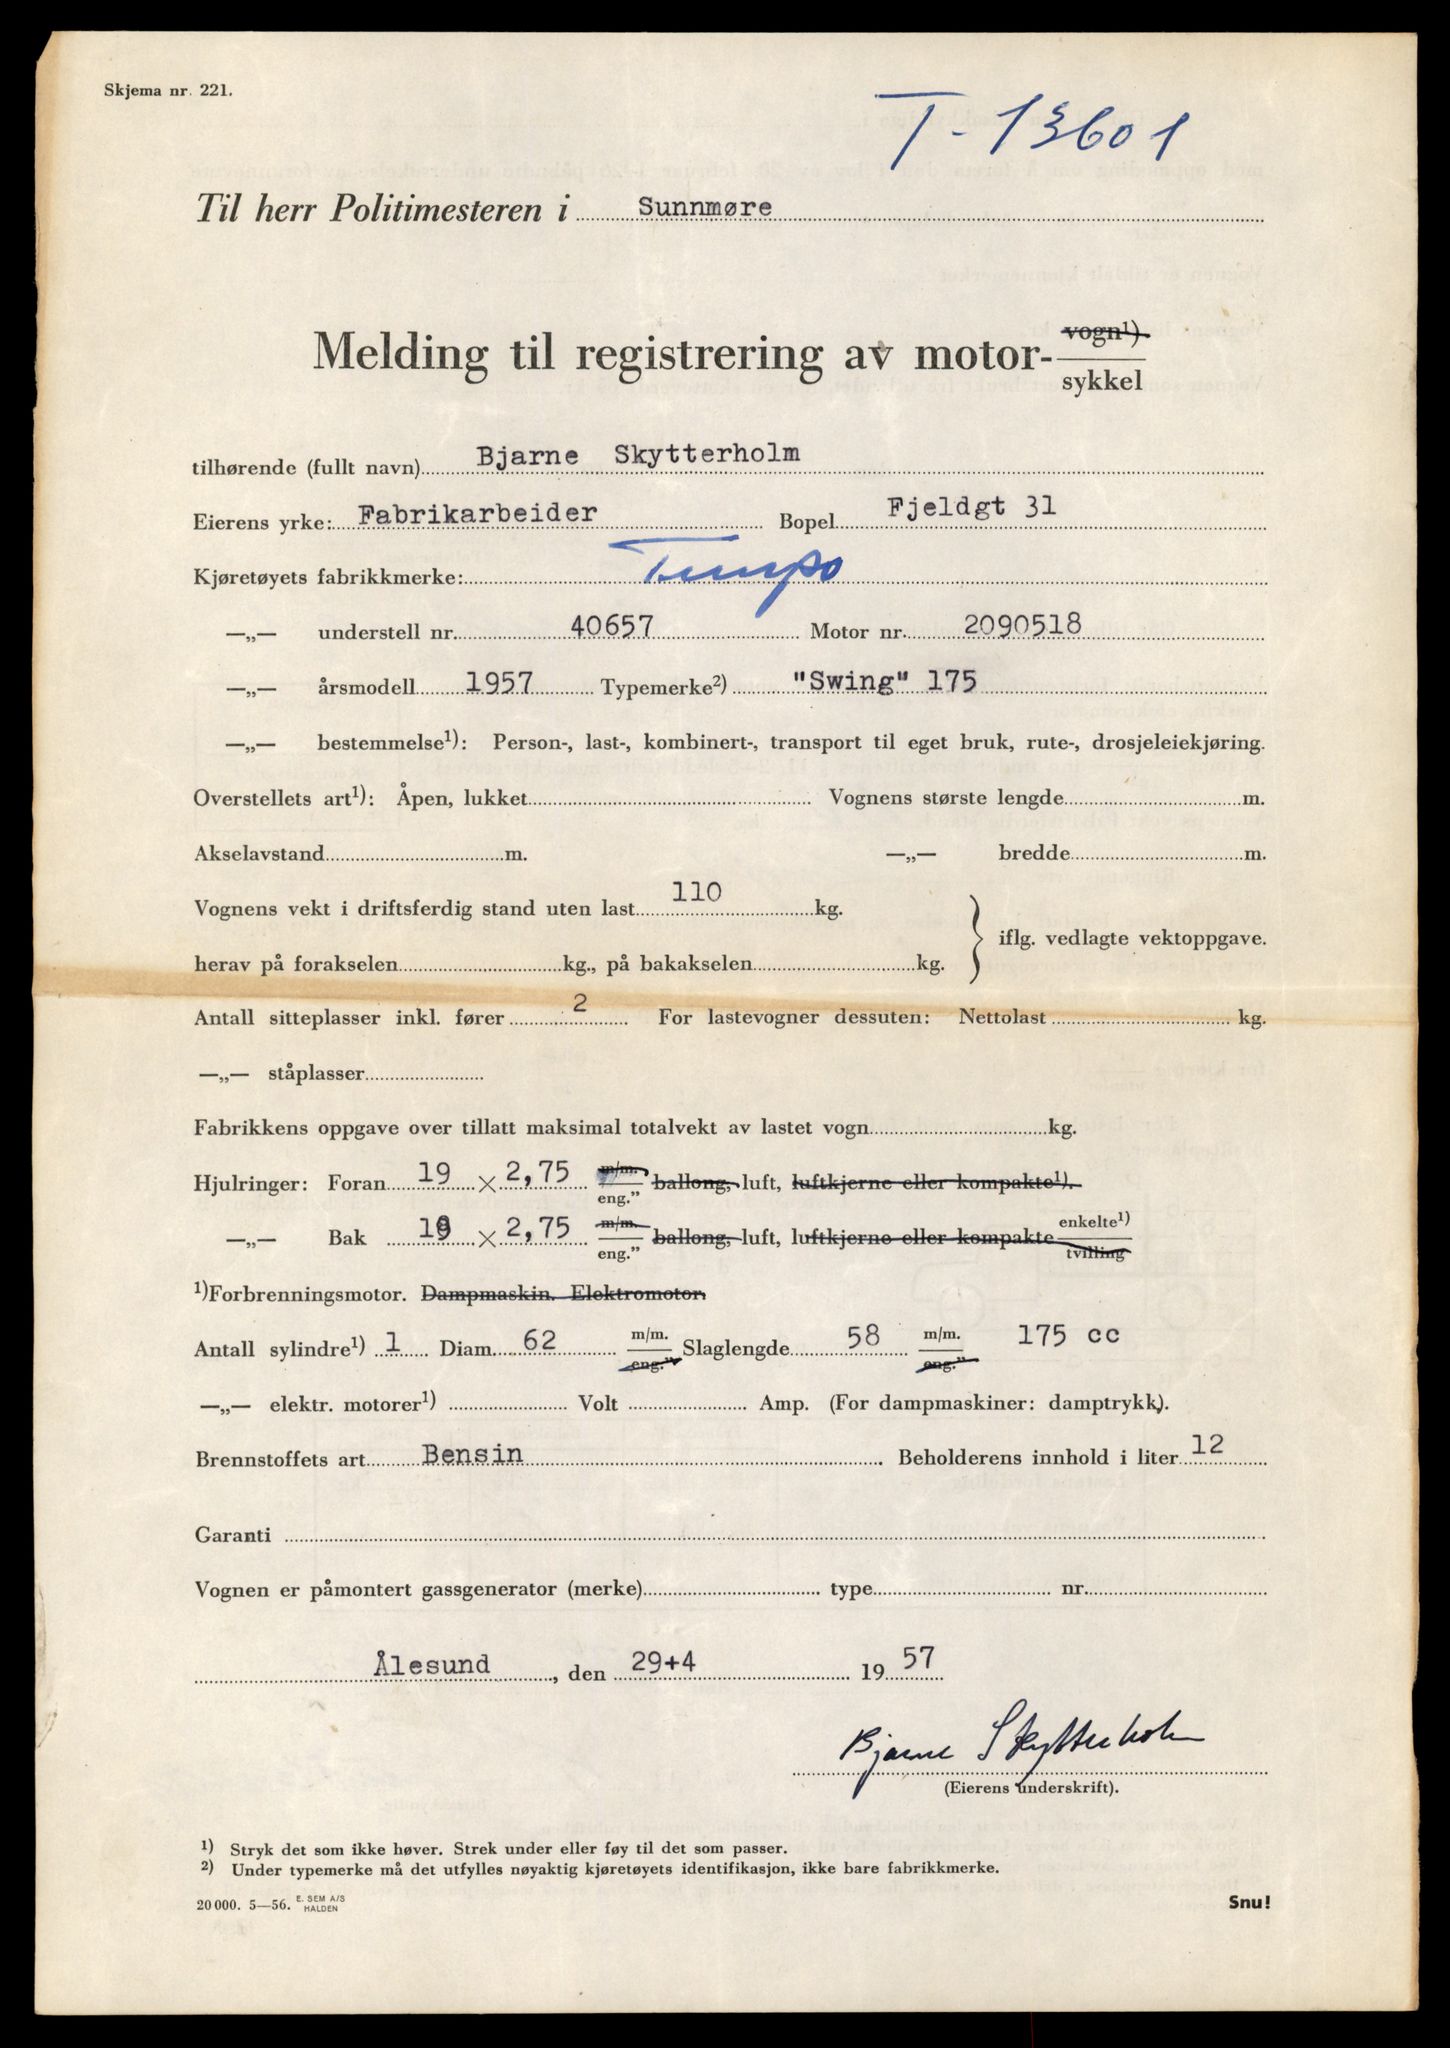 Skjema nr. 221.
T-13601
Til herr Politimesteren i Sunnmøre
Melding til registrering av motor- vogn¹) / sykkel
tilhørende (fullt navn) Bjarne Skytterholm
Eierens yrke: Fabrikarbeider Bopel Fjeldgt 31
Kjøretøyets fabrikkmerke: Tempo
—„— understell nr. 40657 Motor nr. 2090518
—„— årsmodell 1957 Typemerke²) "Swing" 175
—„— bestemmelse¹): Person-, last-, kombinert-, transport til eget bruk, rute-, drosjeleiekjøring.
Overstellets art¹): Åpen, lukket Vognens største lengde m.
Akselavstand m. —„— bredde m.
Vognens vekt i driftsferdig stand uten last 110 kg.
iflg. vedlagte vektoppgave.
herav på forakselen kg., på bakakselen kg.
Antall sitteplasser inkl. fører 2 For lastevogner dessuten: Nettolast kg.
—„— ståplasser
Fabrikkens oppgave over tillatt maksimal totalvekt av lastet vogn kg.
Hjulringer: Foran 19 × 2,75 m/m. / eng." ballong, luft, luftkjerne eller kompakte¹).
—„— Bak 19 × 2,75 m/m. / eng." ballong, luft, luftkjerne eller kompakte enkelte¹) / tvilling
¹)Forbrenningsmotor. Dampmaskin. Elektromotor.
Antall sylindre¹) 1 Diam. 62 m/m. / eng." Slaglengde 58 m/m. / eng." 175 cc
—„— elektr. motorer¹) Volt Amp. (For dampmaskiner: damptrykk).
Brennstoffets art Bensin Beholderens innhold i liter 12
Garanti
Vognen er påmontert gassgenerator (merke) type nr.
Ålesund, den 29+4 19 57
Bjarne Skytterholm
(Eierens underskrift).
¹) Stryk det som ikke høver. Strek under eller føy til det som passer.
²) Under typemerke må det utfylles nøyaktig kjøretøyets identifikasjon, ikke bare fabrikkmerke.
20 000. 5—56. E. SEM A/S HALDEN Snu!